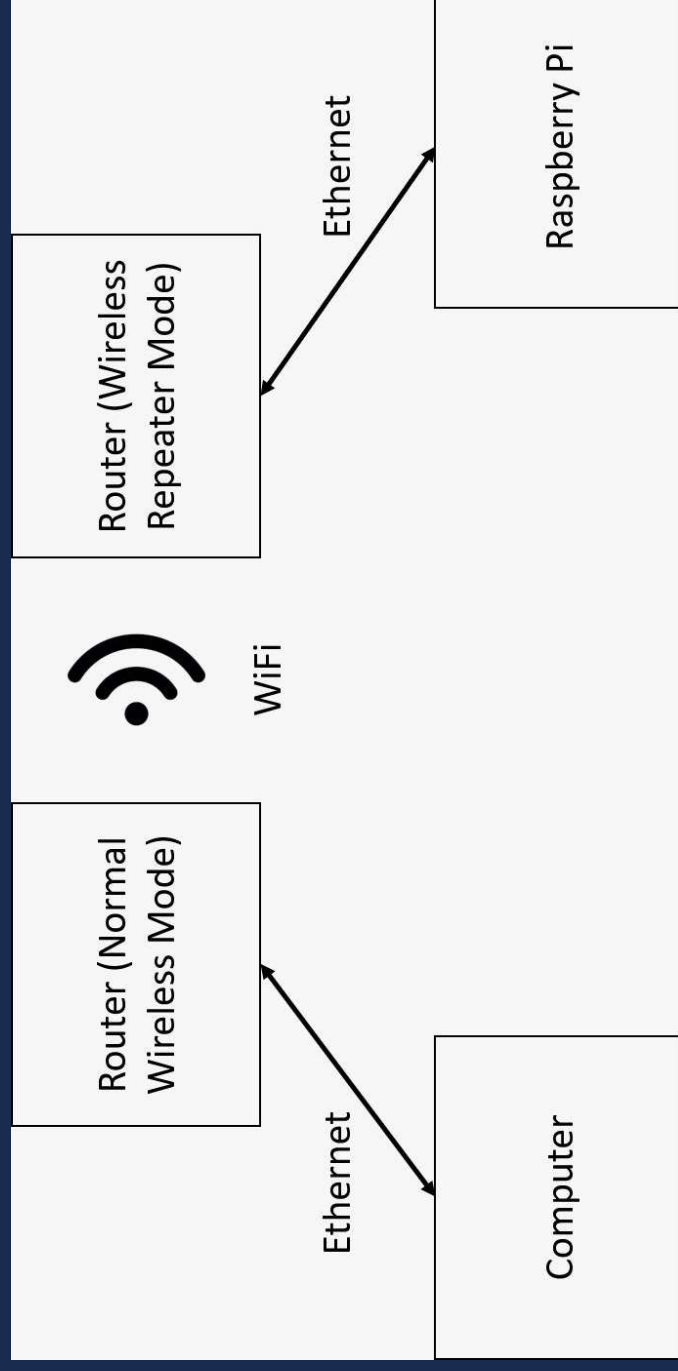 Router (Normal
Wireless Mode)
WiFi
Router (Wireless
Repeater Mode)
Ethernet
Ethernet
Computer
Raspberry Pi